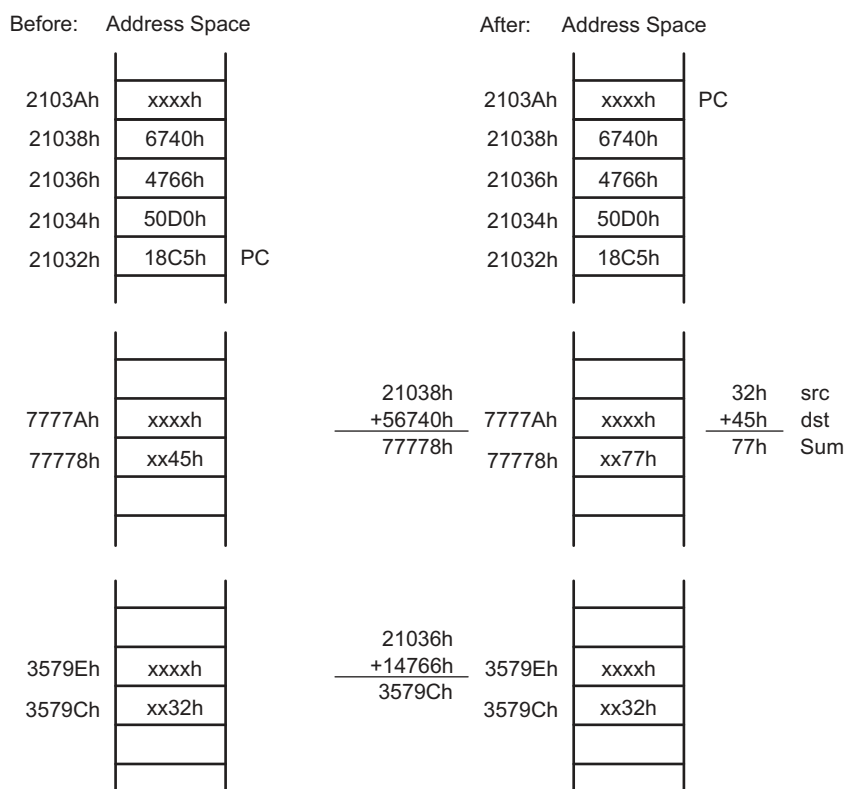 Before: Address Space After: Address Space
2103Ah xxxxh 2103Ah xxxxh PC
21038h 6740h 21038h 6740h
21036h 4766h 21036h 4766h
21034h 50D0h 21034h 50D0h
21032h 18C5h PC 21032h 18C5h
21038h 32h src
7777Ah xxxxh +56740h 7777Ah xxxxh +45h dst
77778h xx45h 77778h 77778h xx77h 77h Sum
21036h
3579Eh xxxxh +14766h 3579Eh xxxxh
3579Ch xx32h 3579Ch 3579Ch xx32h